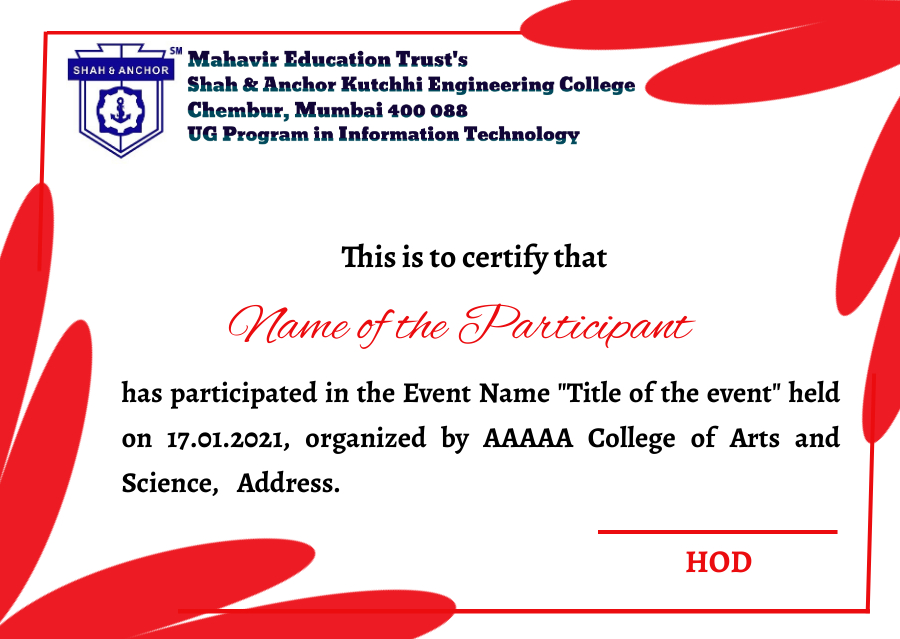 SHAH & ANCHOR
SM
Mahavir Education Trust's
Shah & Anchor Kutchhi Engineering College
Chembur, Mumbai 400 088
UG Program in Information Technology
This is to certify that
Name of the Participant
has participated in the Event Name "Title of the event" held
on 17.01.2021, organized by AAAAA College of Arts and
Science, Address.
HOD